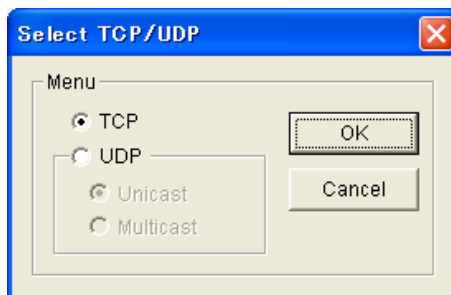 Select TCP/UDP
Menu
TCP
OK
UDP
Unicast
Cancel
Multicast